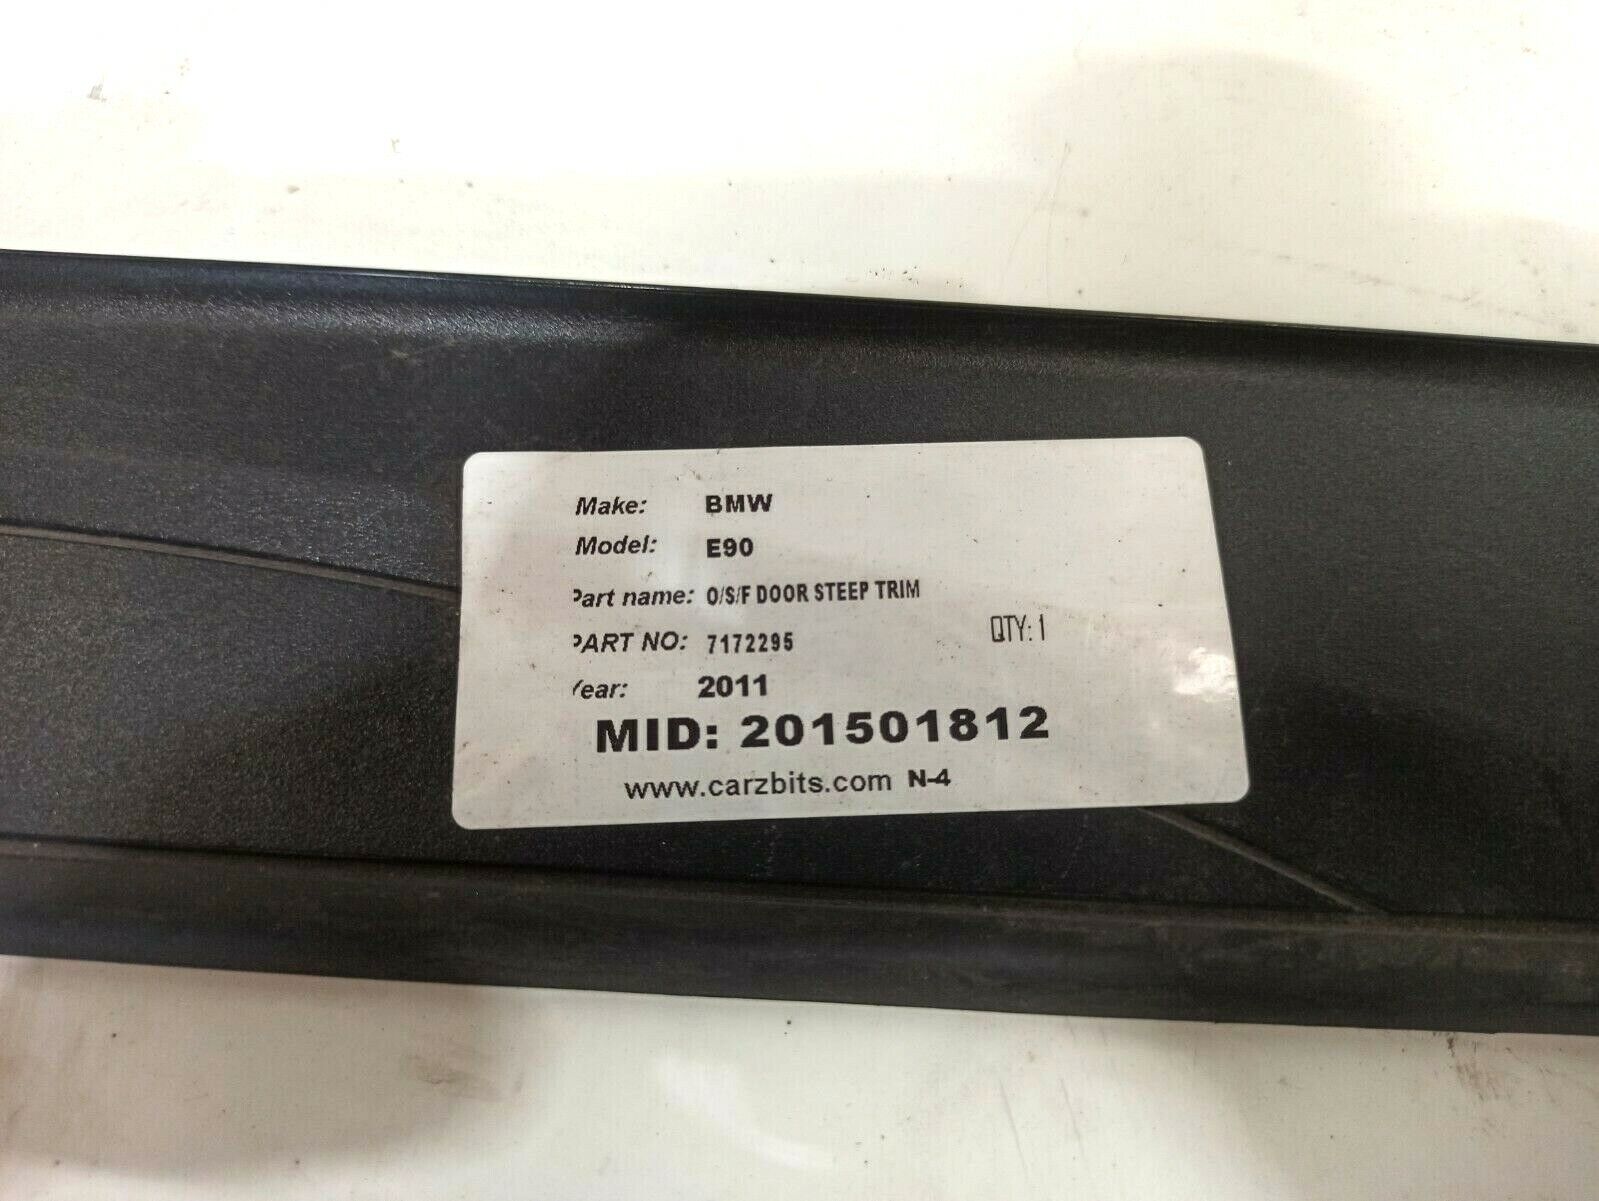 Make: BMW
Model: E90
Part name: O/S/F DOOR STEEP TRIM
PART NO: 7172295 QTY: 1
Year: 2011
MID: 201501812
www.carzbits.com N-4